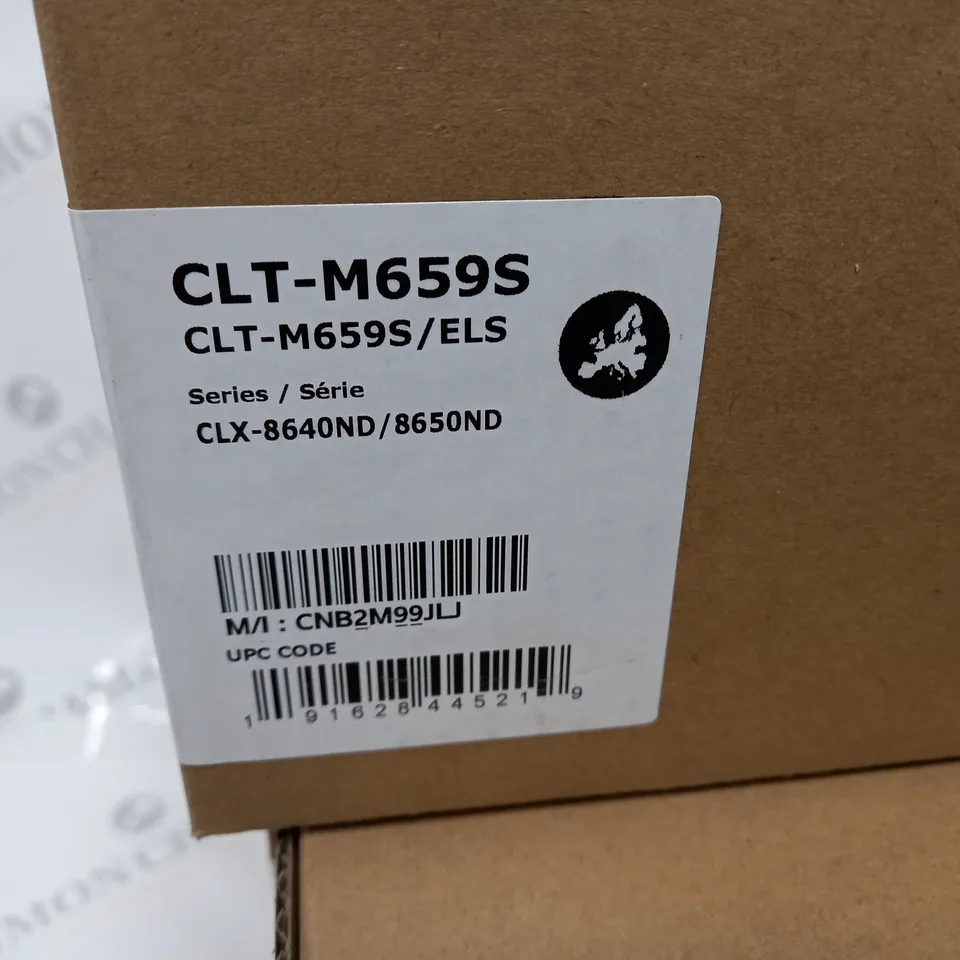 CLT-M659S
CLT-M659S/ELS
Series / Série
CLX-8640ND/8650ND
M/I : CNB2M99JLJ
UPC CODE
1 91628 44521 9